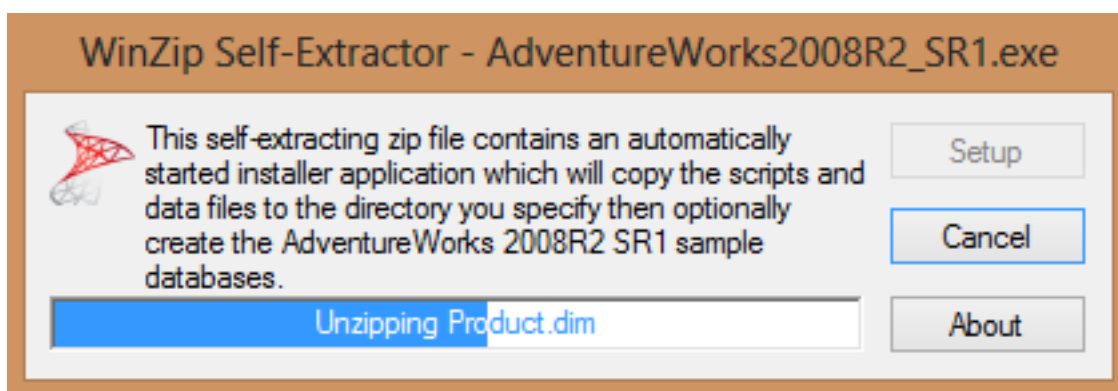 WinZip Self-Extractor - AdventureWorks2008R2_SR1.exe
This self-extracting zip file contains an automatically
started installer application which will copy the scripts and
data files to the directory you specify then optionally
create the AdventureWorks 2008R2 SR1 sample
databases.
Setup
Cancel
Unzipping Product.dim
About